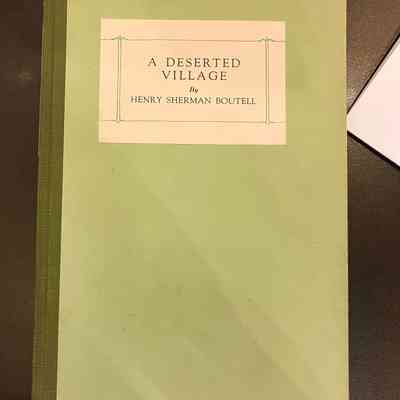 A DESERTED
VILLAGE
By
HENRY SHERMAN BOUTELL